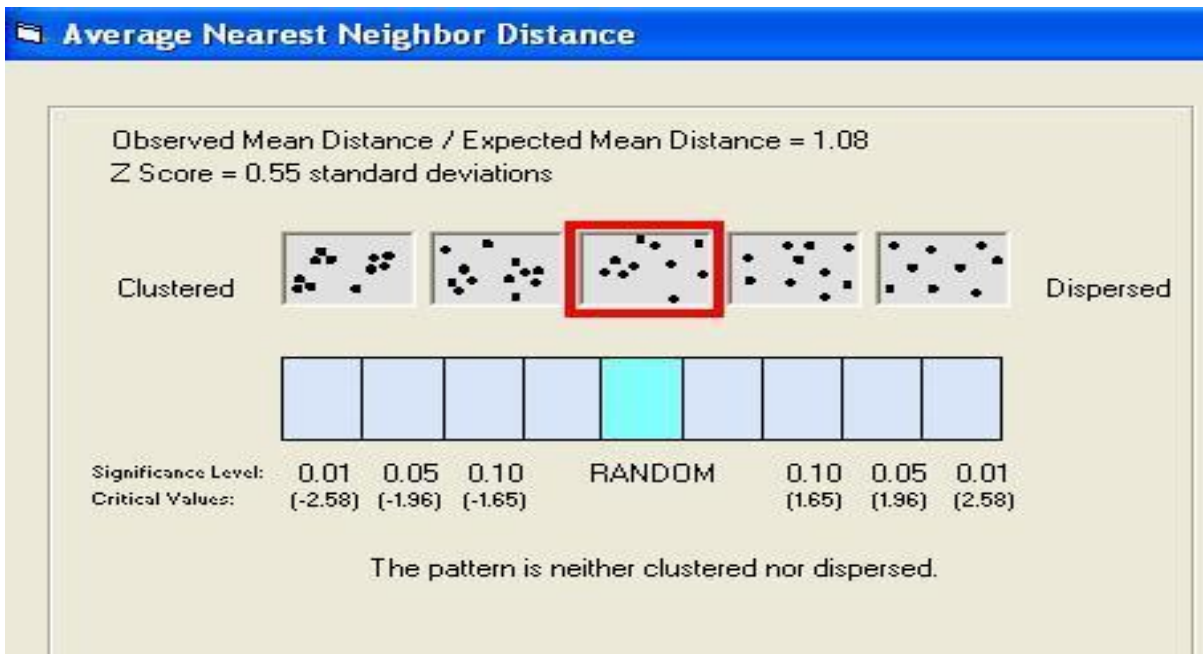 Average Nearest Neighbor Distance
Observed Mean Distance / Expected Mean Distance = 1.08
Z Score = 0.55 standard deviations
Clustered Dispersed
Significance Level: 0.01 0.05 0.10 RANDOM 0.10 0.05 0.01
Critical Values: (-2.58) (-1.96) (-1.65) (1.65) (1.96) (2.58)
The pattern is neither clustered nor dispersed.